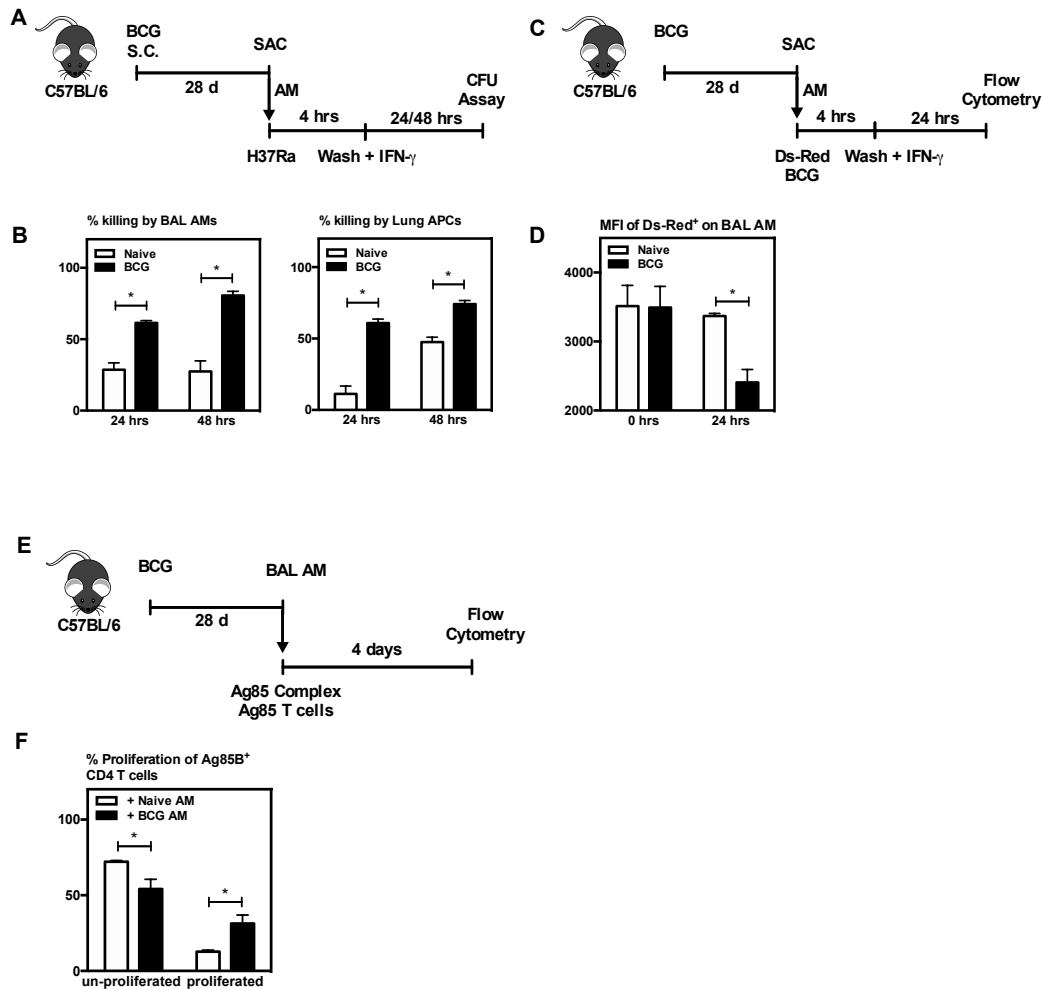 A
BCG
S.C.
SAC
C57BL/6
28 d
AM
4 hrs
24/48 hrs
CFU
Assay
H37Ra
Wash + IFN-γ
C
BCG
SAC
C57BL/6
28 d
AM
4 hrs
24 hrs
Flow
Cytometry
Ds-Red
BCG
Wash + IFN-γ
B
% killing by BAL AMs
Naive
BCG
100
50
0
*
*
24 hrs
48 hrs
% killing by Lung APCs
Naive
BCG
100
50
0
*
*
24 hrs
48 hrs
D
MFI of Ds-Red⁺ on BAL AM
Naive
BCG
4000
3000
2000
*
0 hrs
24 hrs
E
BCG
BAL AM
C57BL/6
28 d
4 days
Flow
Cytometry
Ag85 Complex
Ag85 T cells
F
% Proliferation of Ag85B⁺
CD4 T cells
+ Naive AM
+ BCG AM
100
50
0
*
*
un-proliferated
proliferated